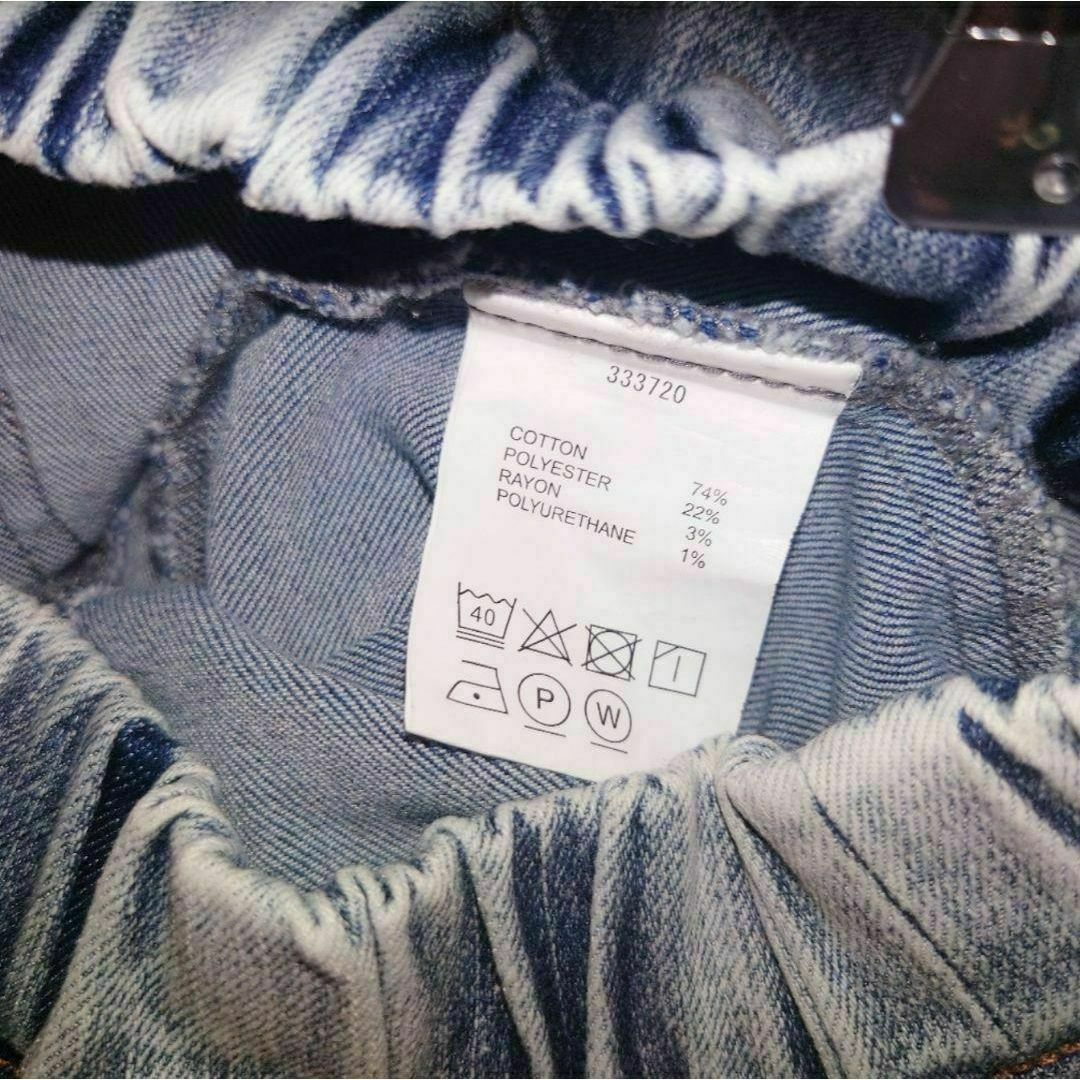 333720
COTTON 74%
POLYESTER 22%
RAYON 3%
POLYURETHANE 1%
40
P W